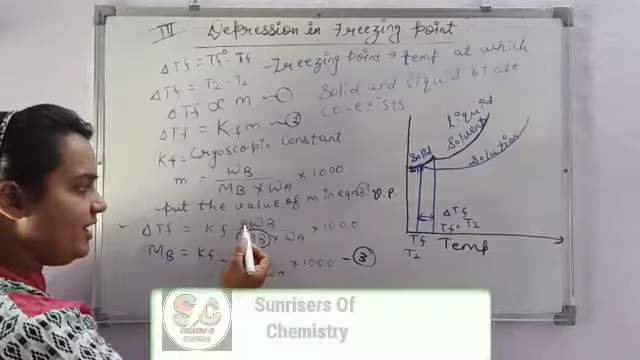 III Depression in Freezing point
ΔTf = Tf° - Tf - Freezing point → temp at which
ΔTf = T2 - T1 Solid and Liquid State
ΔTf ∝ m - ① co-exists
ΔTf = Kf m - ②
Kf = Cryoscopic Constant
m = WB / MB × WA × 1000
put the value of m in eqn ②
ΔTf = Kf WB / MB × WA × 1000
MB = Kf × 1000 - ③
V.P.
Liquid Solvent
Solid
Solution
ΔTf
Tf
T2
Temp
SC
Sunrisers Of
Chemistry